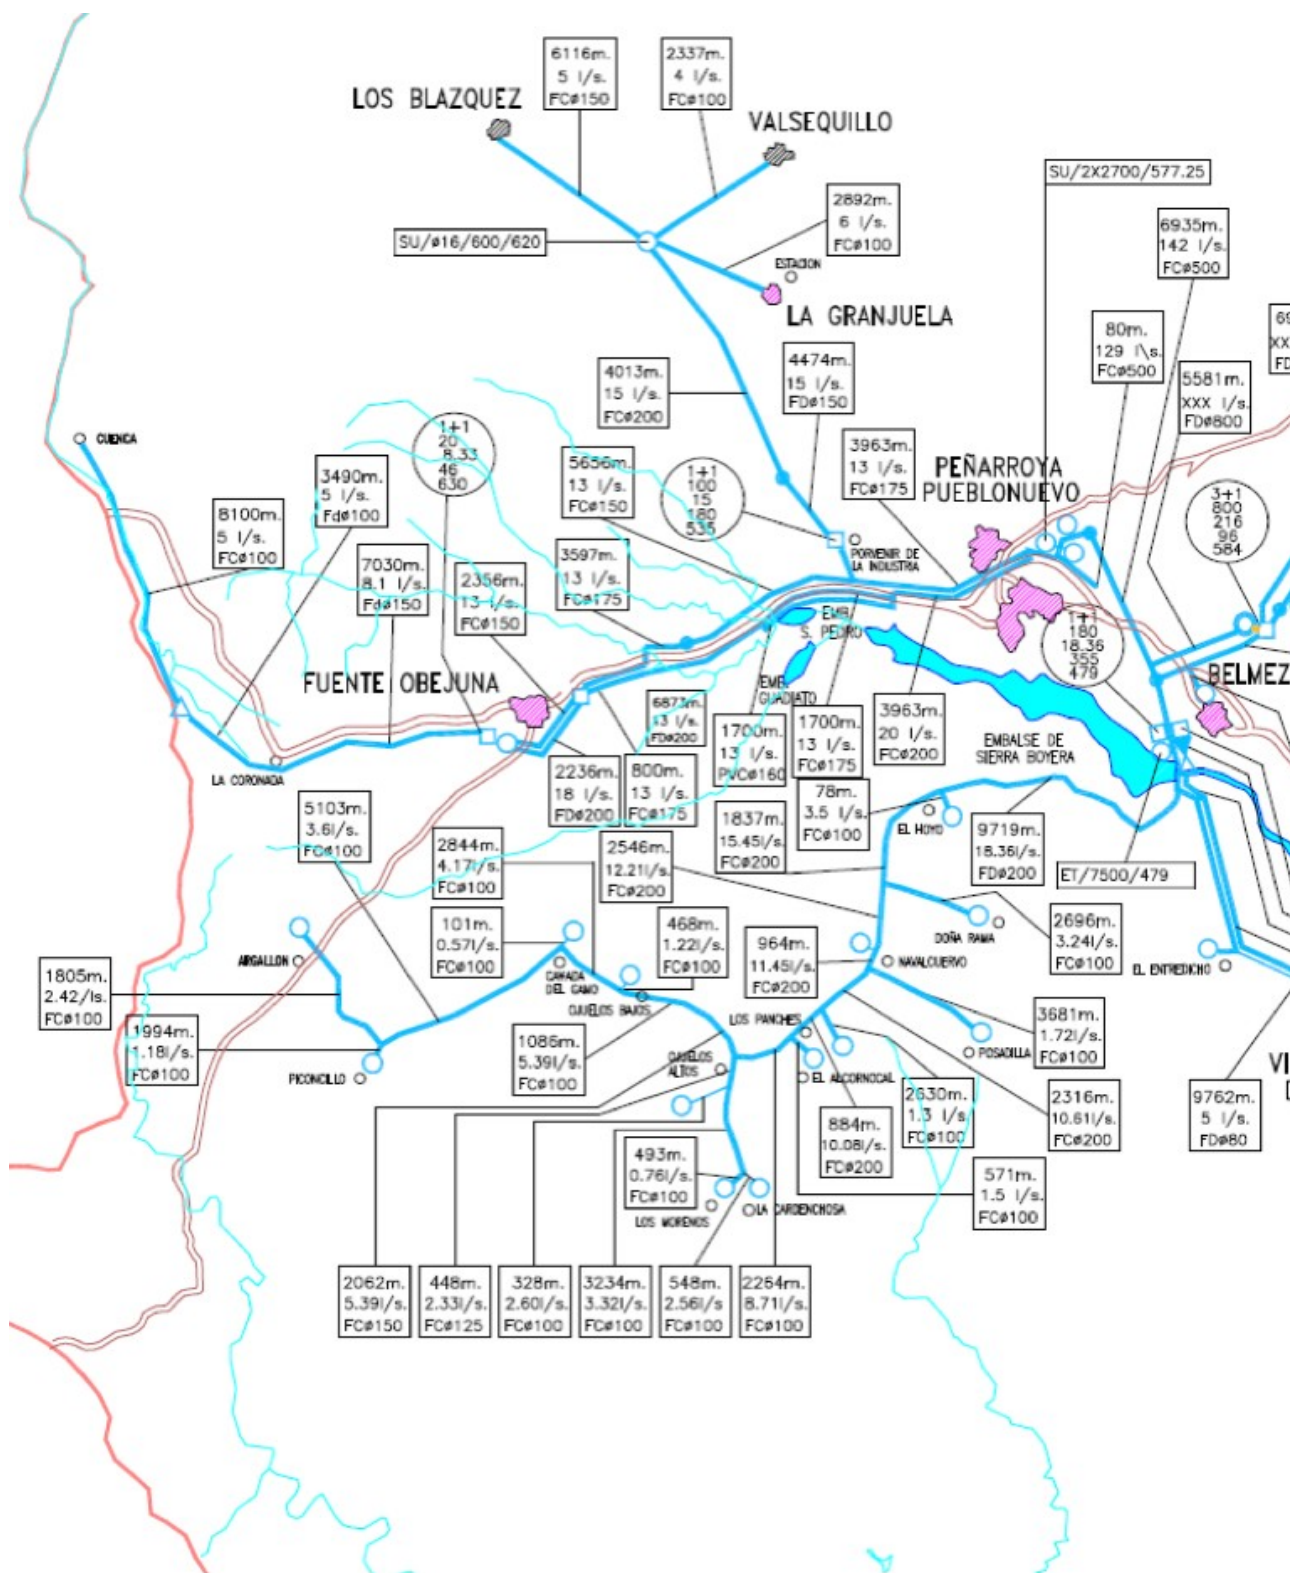 6116m.
5 l/s.
FCø150
2337m.
4 l/s.
FCø100
LOS BLAZQUEZ
VALSEQUILLO
SU/2X2700/577.25
2892m.
6 l/s.
FCø100
6935m.
142 l/s.
FCø500
SU/ø16/600/620
ESTACION
LA GRANJUELA
80m.
129 l\s.
FCø500
69
XX
FD
4013m.
15 l/s.
FCø200
4474m.
15 l/s.
FDø150
5581m.
XXX l/s.
FDø800
1+1
20
8.33
46
630
CUENCA
3490m.
5 l/s.
Fdø100
5656m.
13 l/s.
FCø150
1+1
100
15
180
535
3963m.
13 l/s.
FCø175
PEÑARROYA
PUEBLONUEVO
3+1
800
216
96
584
8100m.
5 l/s.
FCø100
7030m.
8.1 l/s.
Fdø150
2356m.
13 l/s.
FCø150
3597m.
13 l/s.
FCø175
PORVENIR DE
LA INDUSTRIA
EMB.
S. PEDRO
1+1
180
18.36
355
479
FUENTE OBEJUNA
EMB.
GUADIATO
BELMEZ
6873m.
13 l/s.
FDø200
1700m.
13 l/s.
PVCø160
1700m.
13 l/s.
FCø175
3963m.
20 l/s.
FCø200
EMBALSE DE
SIERRA BOYERA
LA CORONADA
2236m.
18 l/s.
FDø200
800m.
13 l/s.
FCø175
78m.
3.5 l/s.
FCø100
EL HOYO
5103m.
3.6l/s.
FCø100
2844m.
4.17l/s.
FCø100
2546m.
12.21l/s.
FCø200
1837m.
15.45l/s.
FCø200
9719m.
18.36l/s.
FDø200
ET/7500/479
101m.
0.57l/s.
FCø100
468m.
1.22l/s.
FCø100
964m.
11.45l/s.
FCø200
DOÑA RAMA
2696m.
3.24l/s.
FCø100
ARGALLON
CAÑADA
DEL GAMO
NAVALCUERVO
EL ENTREDICHO
1805m.
2.42/ls.
FCø100
OJUELOS BAJOS
1994m.
1.18l/s.
FCø100
1086m.
5.39l/s.
FCø100
LOS PANCHES
3681m.
1.72l/s.
FCø100
OJUELOS
ALTOS
POSADILLA
PICONCILLO
EL ALCORNOCAL
VI
2630m.
1.3 l/s.
FCø100
2316m.
10.61l/s.
FCø200
9762m.
5 l/s.
FDø80
884m.
10.08l/s.
FCø200
493m.
0.76l/s.
FCø100
571m.
1.5 l/s.
FCø100
LOS MORENOS
LA CARDENCHOSA
2062m.
5.39l/s.
FCø150
448m.
2.33l/s.
FCø125
328m.
2.60l/s.
FCø100
3234m.
3.32l/s.
FCø100
548m.
2.56l/s
FCø100
2264m.
8.71l/s.
FCø100